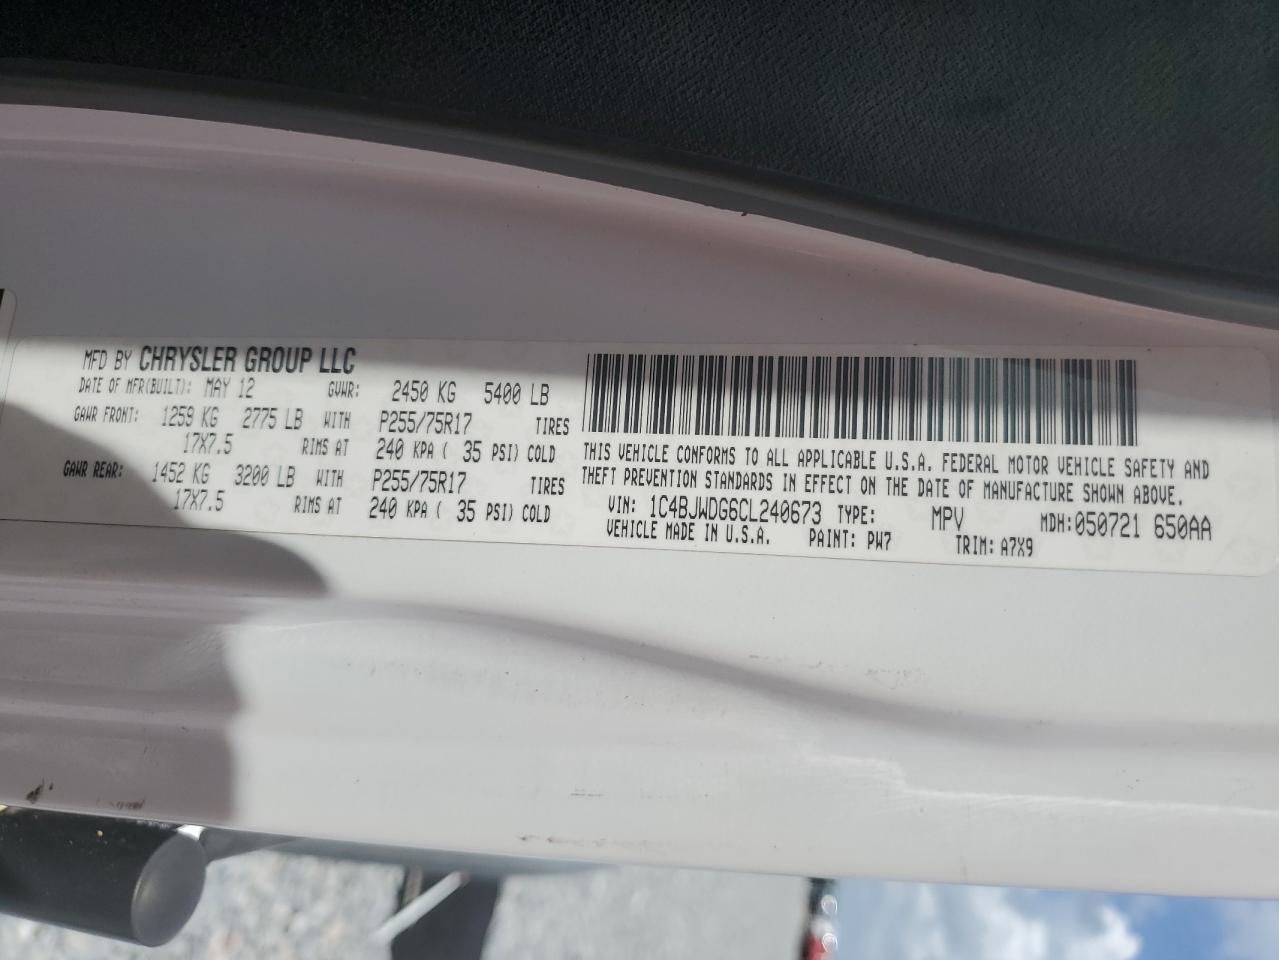 MFD BY CHRYSLER GROUP LLC
DATE OF MFR(BUILT): MAY 12 GVWR: 2450 KG 5400 LB
GAWR FRONT: 1259 KG 2775 LB WITH P255/75R17 TIRES
17X7.5 RIMS AT 240 KPA ( 35 PSI) COLD
GAWR REAR: 1452 KG 3200 LB WITH P255/75R17 TIRES
17X7.5 RIMS AT 240 KPA ( 35 PSI) COLD
THIS VEHICLE CONFORMS TO ALL APPLICABLE U.S.A. FEDERAL MOTOR VEHICLE SAFETY AND
THEFT PREVENTION STANDARDS IN EFFECT ON THE DATE OF MANUFACTURE SHOWN ABOVE.
VIN: 1C4BJWDG6CL240673 TYPE: MPV MDH:050721 650AA
VEHICLE MADE IN U.S.A. PAINT: PW7 TRIM: A7X9